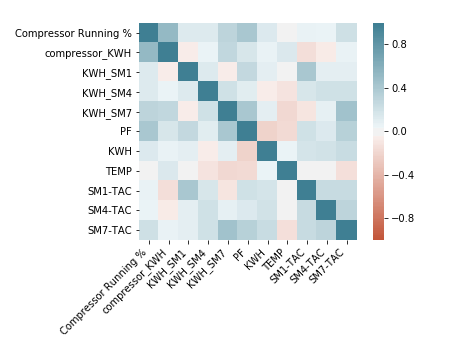 Compressor Running %
compressor_KWH
KWH_SM1
KWH_SM4
KWH_SM7
PF
KWH
TEMP
SM1-TAC
SM4-TAC
SM7-TAC
Compressor Running %
compressor_KWH
KWH_SM1
KWH_SM4
KWH_SM7
PF
KWH
TEMP
SM1-TAC
SM4-TAC
SM7-TAC
0.8
0.4
0.0
−0.4
−0.8